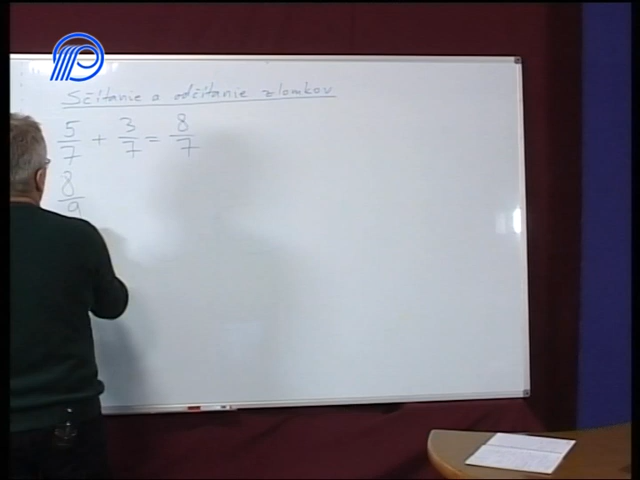 Sčítanie a odčítanie zlomkov
5/7 + 3/7 = 8/7
8/9